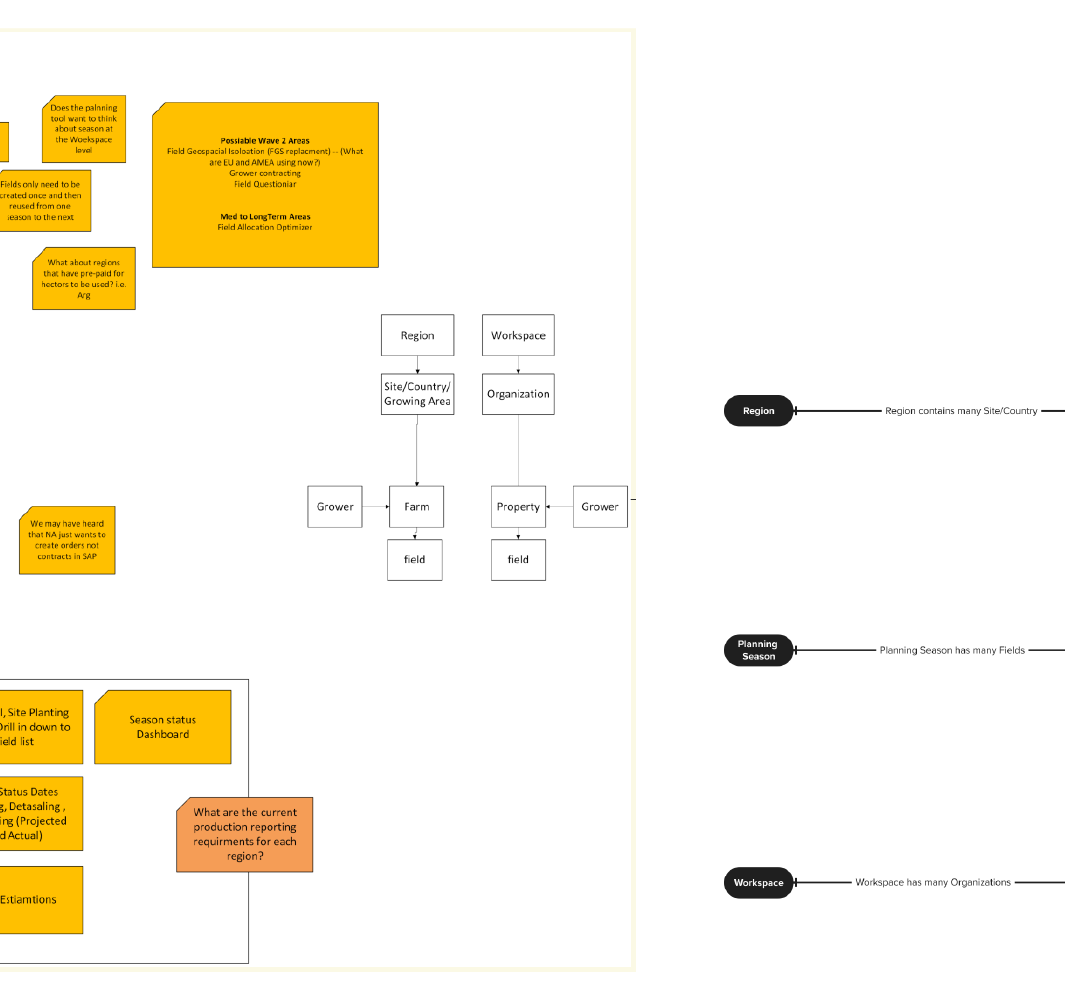 Does the palnning
tool want to think
about season at
the Woekspace
level
Fields only need to be
created once and then
reused from one
season to the next
What about regions
that have pre-paid for
hectors to be used? i.e.
Arg
Possiable Wave 2 Areas
Field Geospacial Isoloation (FGS replacment) -- (What
are EU and AMEA using now?)
Grower contracting
Field Questioniar
Med to LongTerm Areas
Field Allocation Optimizer
Region
Workspace
Site/Country/
Growing Area
Organization
Grower
Farm
Property
Grower
field
field
We may have heard
that NA just wants to
create orders not
contracts in SAP
l, Site Planting
Drill in down to
ield list
Season status
Dashboard
Status Dates
g, Detasaling ,
ing (Projected
d Actual)
What are the current
production reporting
requirments for each
region?
Estiamtions
Region
Region contains many Site/Country
Planning
Season
Planning Season has many Fields
Workspace
Workspace has many Organizations